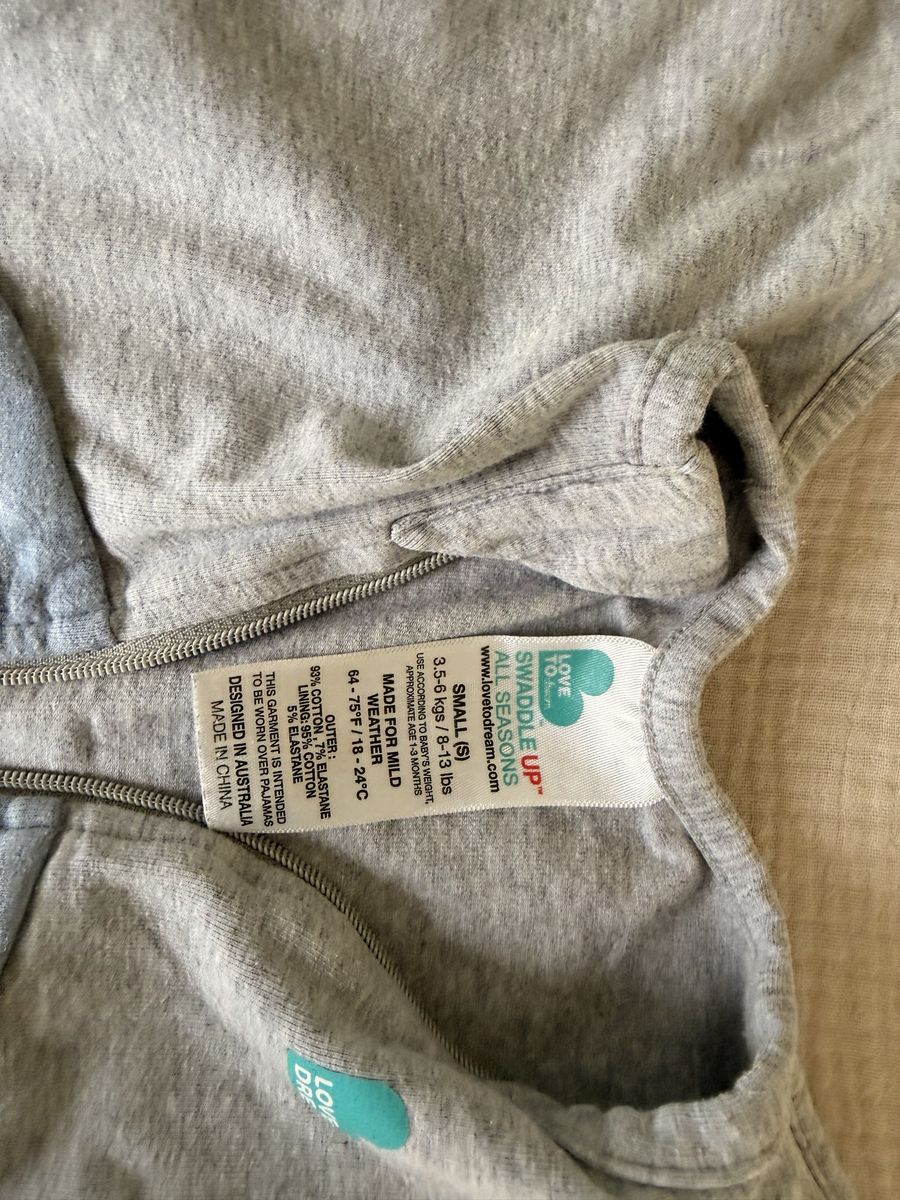 LOVE
TO dream
SWADDLE UP™
ALL SEASONS
www.lovetodream.com
SMALL (S)
3.5-6 kgs / 8-13 lbs
USE ACCORDING TO BABY'S WEIGHT,
APPROXIMATE AGE 1-3 MONTHS
MADE FOR MILD
WEATHER
64 - 75°F / 18 - 24°C
OUTER :
93% COTTON , 7% ELASTANE
LINING: 95% COTTON
5% ELASTANE
THIS GARMENT IS INTENDED
TO BE WORN OVER PAJAMAS
DESIGNED IN AUSTRALIA
MADE IN CHINA
LOVE
DRE